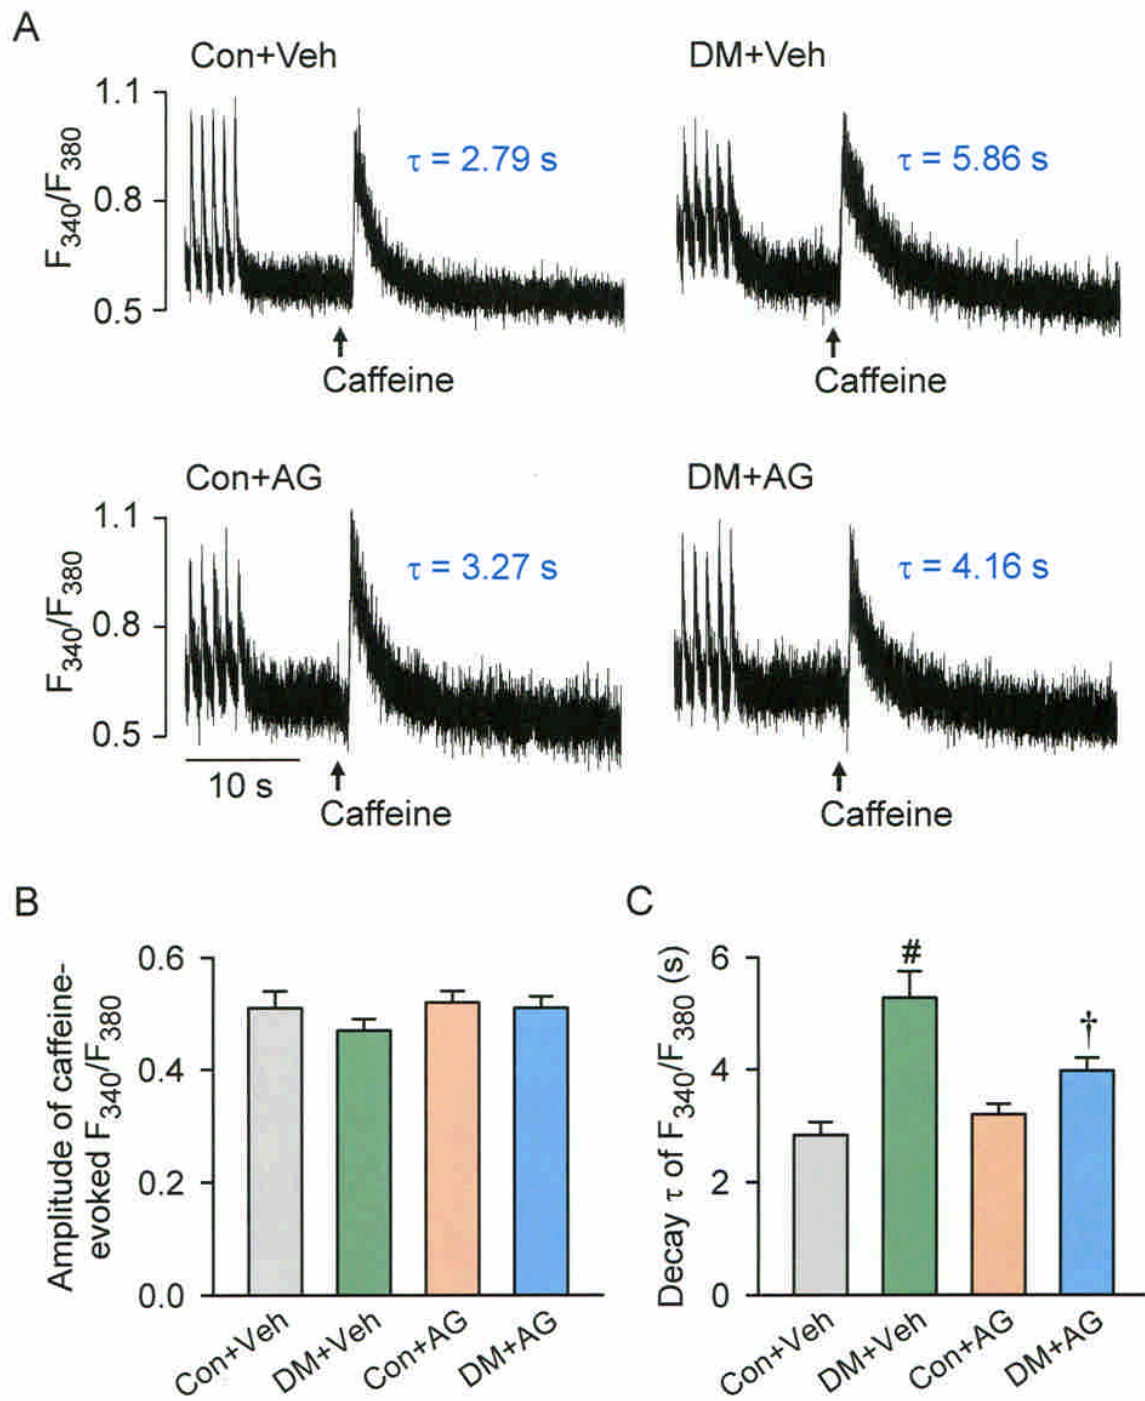 A
Con+Veh
DM+Veh
1.1
0.8
0.5
F340/F380
τ = 2.79 s
τ = 5.86 s
Caffeine
Caffeine
Con+AG
DM+AG
1.1
0.8
0.5
F340/F380
τ = 3.27 s
τ = 4.16 s
10 s
Caffeine
Caffeine
B
Amplitude of caffeine-
evoked F340/F380
0.6
0.4
0.2
0.0
Con+Veh
DM+Veh
Con+AG
DM+AG
C
Decay τ of F340/F380 (s)
6
4
2
0
#
†
Con+Veh
DM+Veh
Con+AG
DM+AG